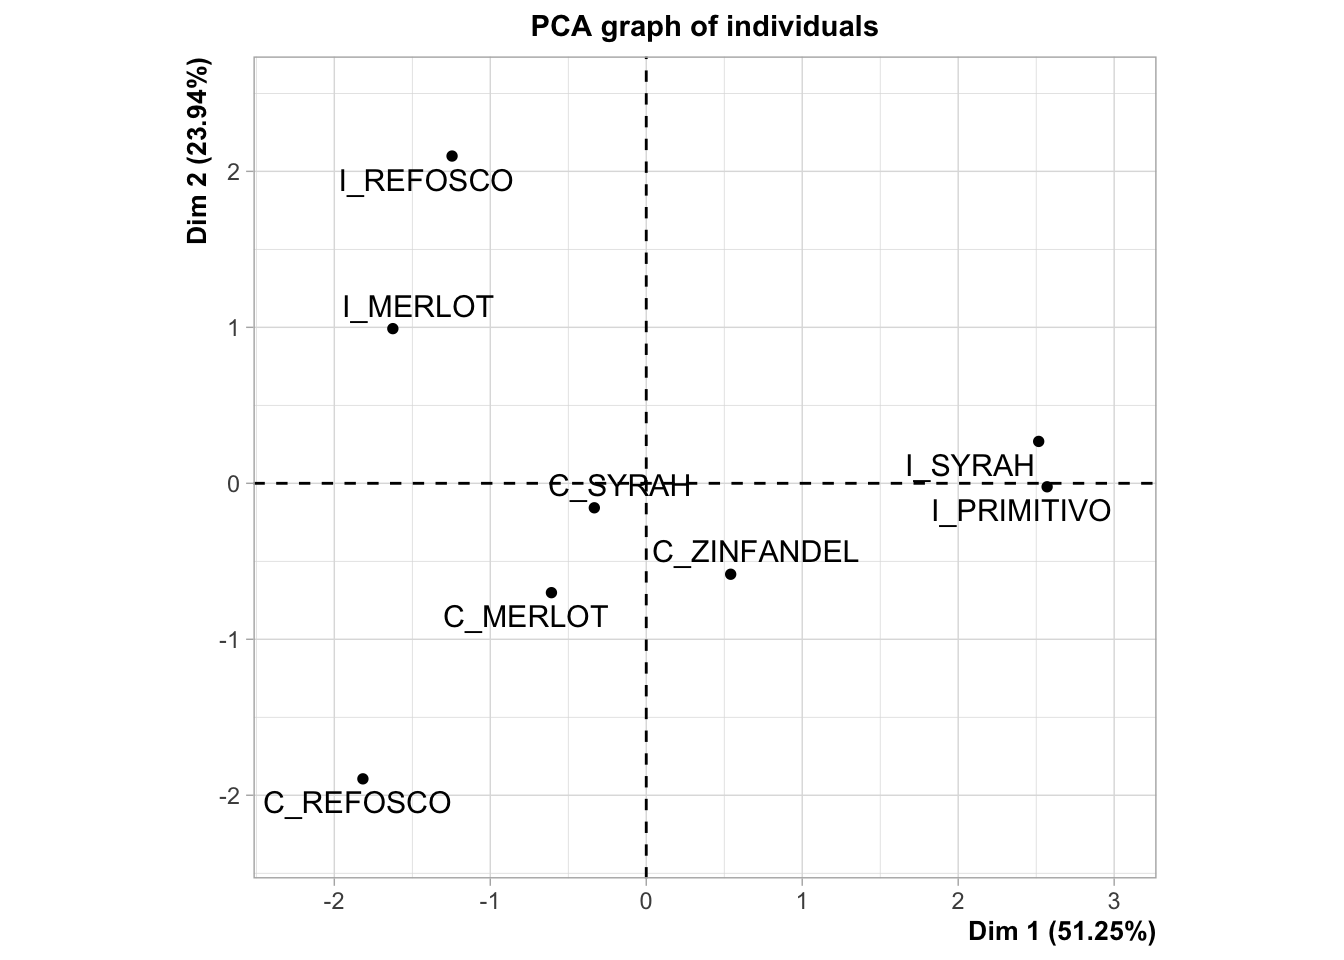 PCA graph of individuals
Dim 2 (23.94%)
2
1
0
-1
-2
I_REFOSCO
I_MERLOT
I_SYRAH
C_SYRAH
I_PRIMITIVO
C_ZINFANDEL
C_MERLOT
C_REFOSCO
-2
-1
0
1
2
3
Dim 1 (51.25%)